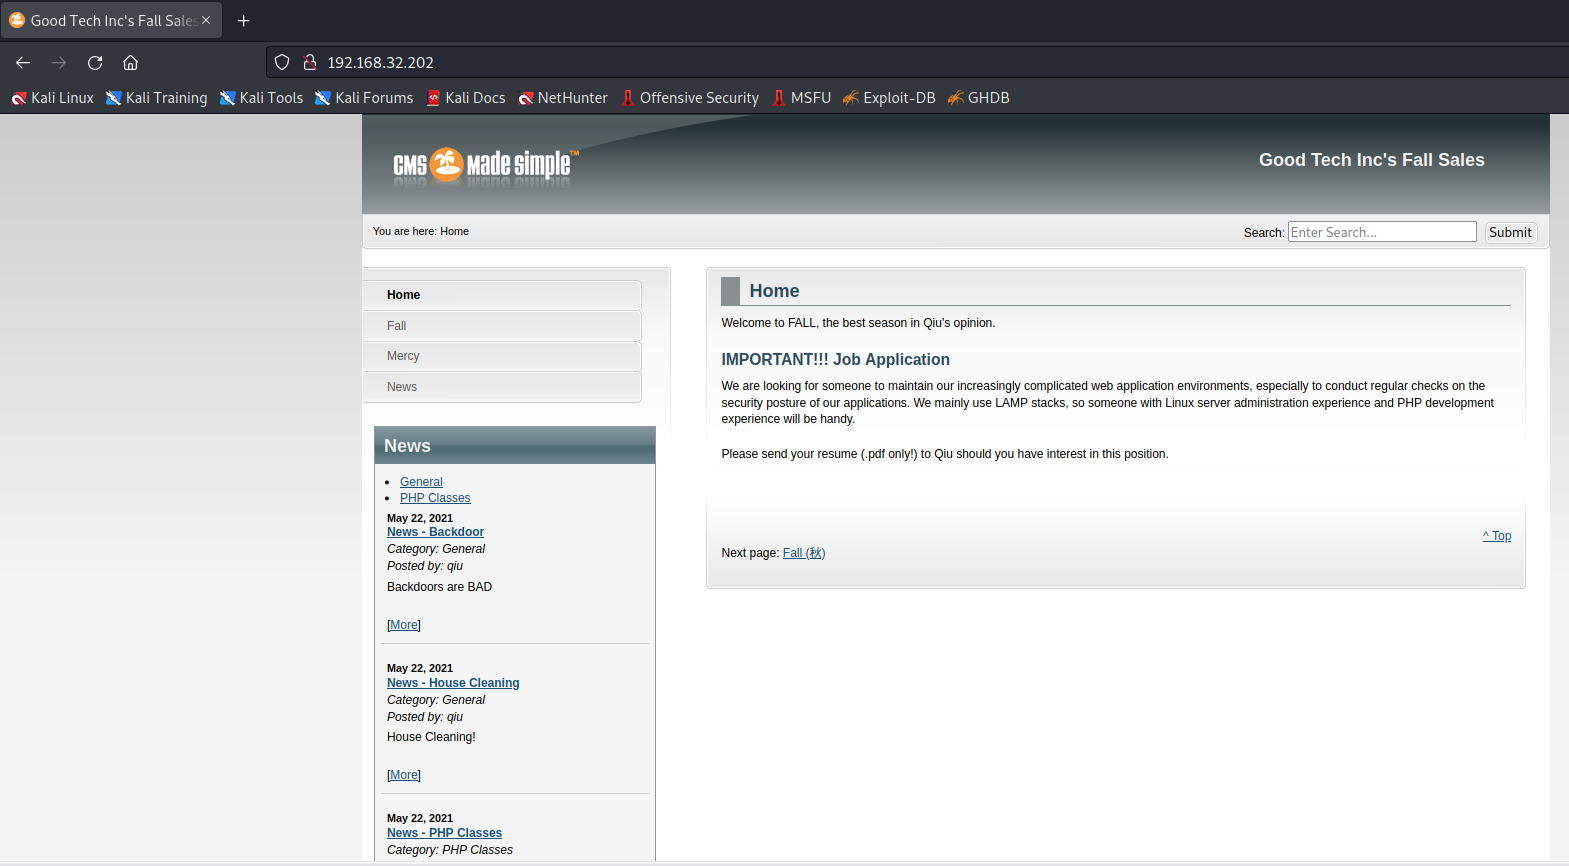 Good Tech Inc's Fall Sales
192.168.32.202
Kali Linux Kali Training Kali Tools Kali Forums Kali Docs NetHunter Offensive Security MSFU Exploit-DB GHDB
CMS Made Simple™
Good Tech Inc's Fall Sales
You are here: Home
Search: Enter Search... Submit
Home
Fall
Mercy
News
News
General
PHP Classes
May 22, 2021
News - Backdoor
Category: General
Posted by: qiu
Backdoors are BAD
[More]
May 22, 2021
News - House Cleaning
Category: General
Posted by: qiu
House Cleaning!
[More]
May 22, 2021
News - PHP Classes
Category: PHP Classes
Home
Welcome to FALL, the best season in Qiu's opinion.
IMPORTANT!!! Job Application
We are looking for someone to maintain our increasingly complicated web application environments, especially to conduct regular checks on the
security posture of our applications. We mainly use LAMP stacks, so someone with Linux server administration experience and PHP development
experience will be handy.
Please send your resume (.pdf only!) to Qiu should you have interest in this position.
^ Top
Next page: Fall (秋)